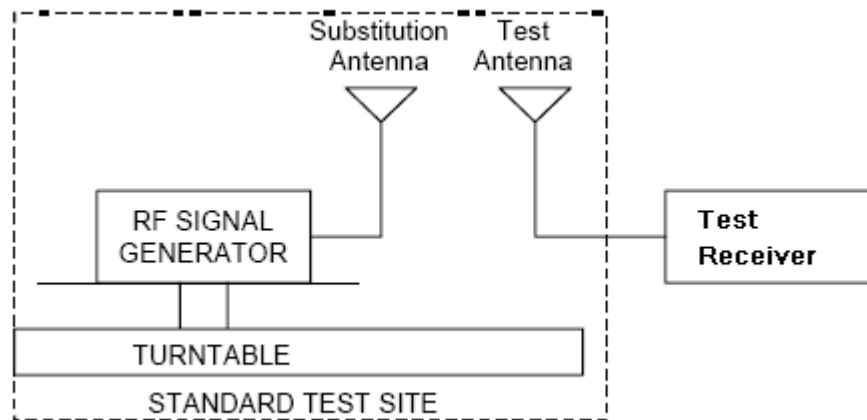 Substitution
Antenna
Test
Antenna
RF SIGNAL
GENERATOR
Test
Receiver
TURNTABLE
STANDARD TEST SITE